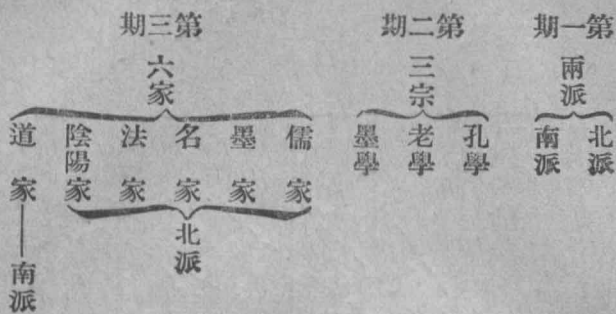 第一期
兩派
北派
南派
第二期
三宗
孔學
老學
墨學
第三期
六家
儒家
墨家
名家
法家
陰陽家
道家
北派
南派